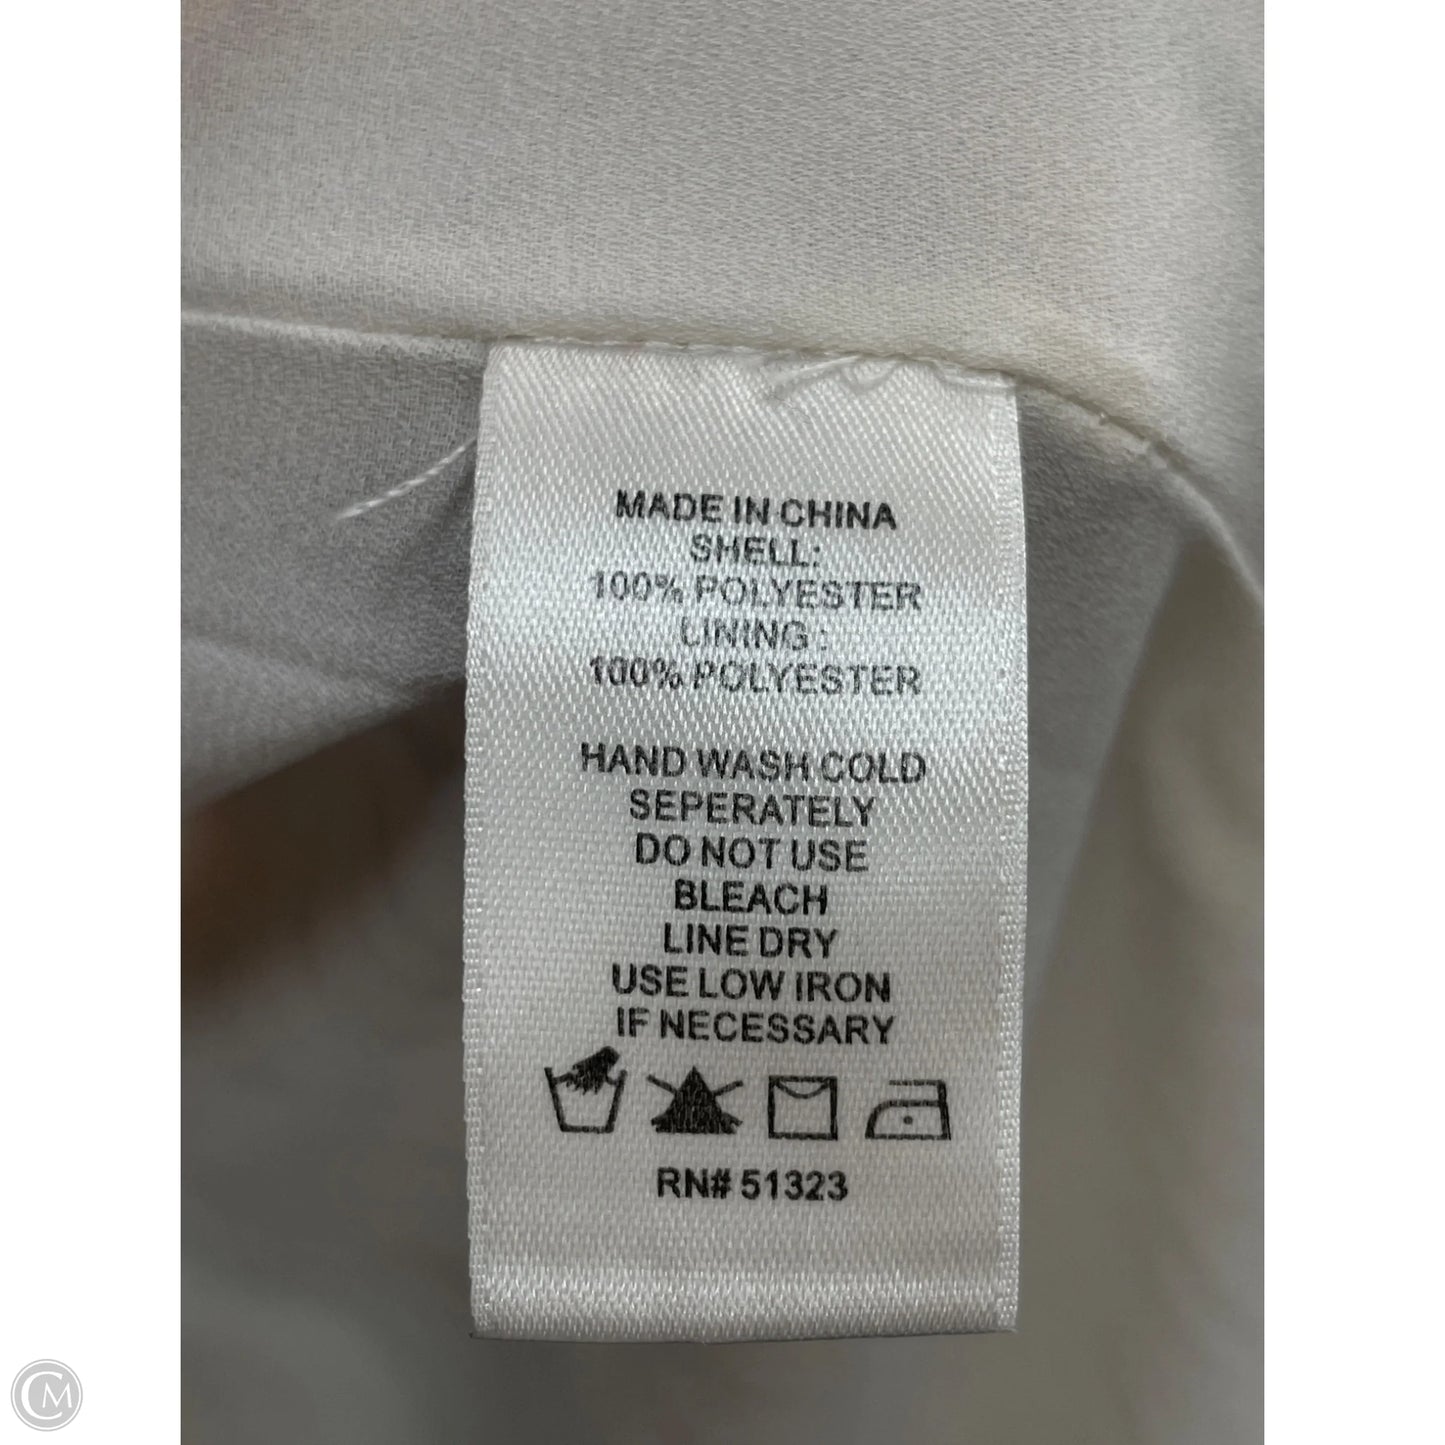 MADE IN CHINA
SHELL:
100% POLYESTER
LINING :
100% POLYESTER
HAND WASH COLD
SEPERATELY
DO NOT USE
BLEACH
LINE DRY
USE LOW IRON
IF NECESSARY
RN# 51323
CM